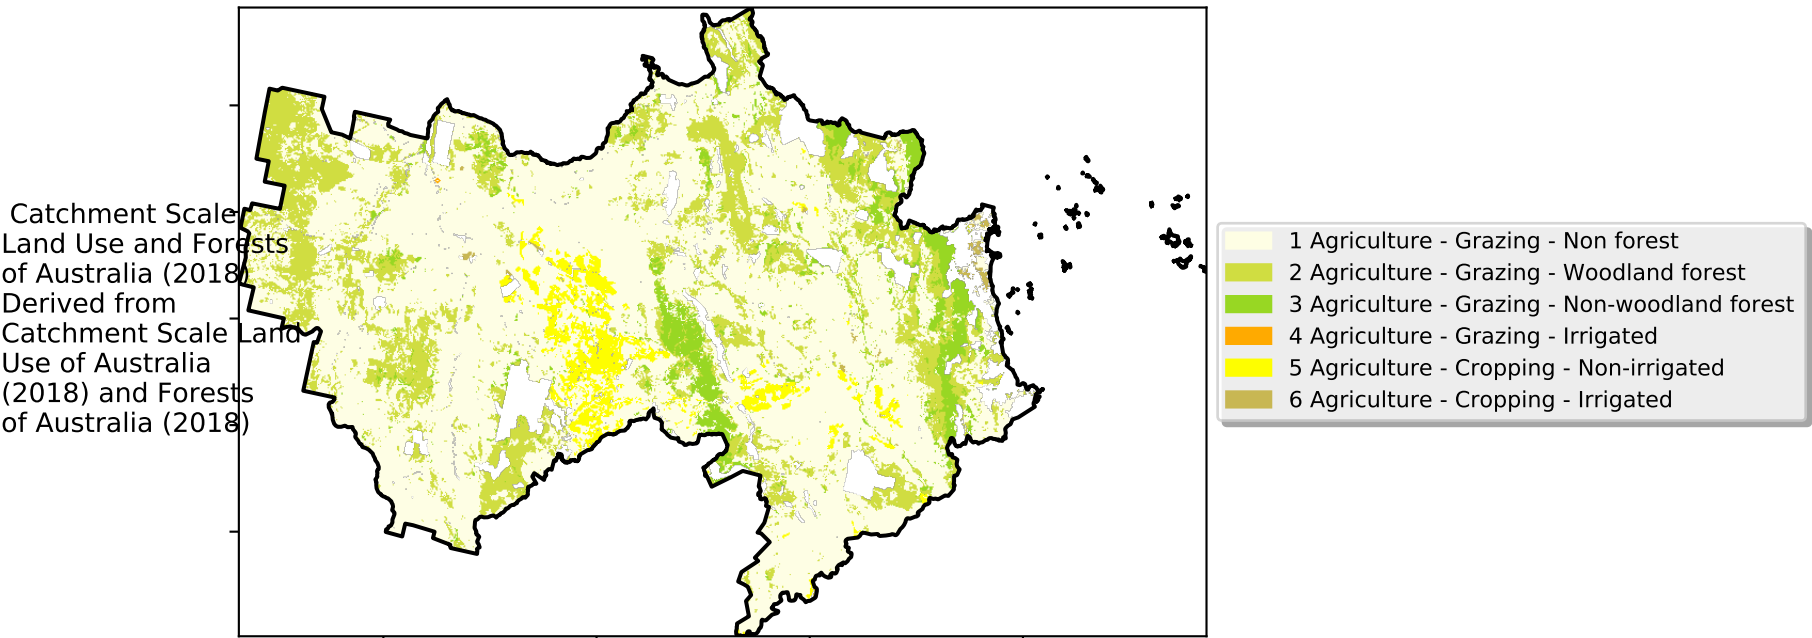 Catchment Scale
Land Use and Forests
of Australia (2018)
Derived from
Catchment Scale Land
Use of Australia
(2018) and Forests
of Australia (2018)
1 Agriculture - Grazing - Non forest
2 Agriculture - Grazing - Woodland forest
3 Agriculture - Grazing - Non-woodland forest
4 Agriculture - Grazing - Irrigated
5 Agriculture - Cropping - Non-irrigated
6 Agriculture - Cropping - Irrigated